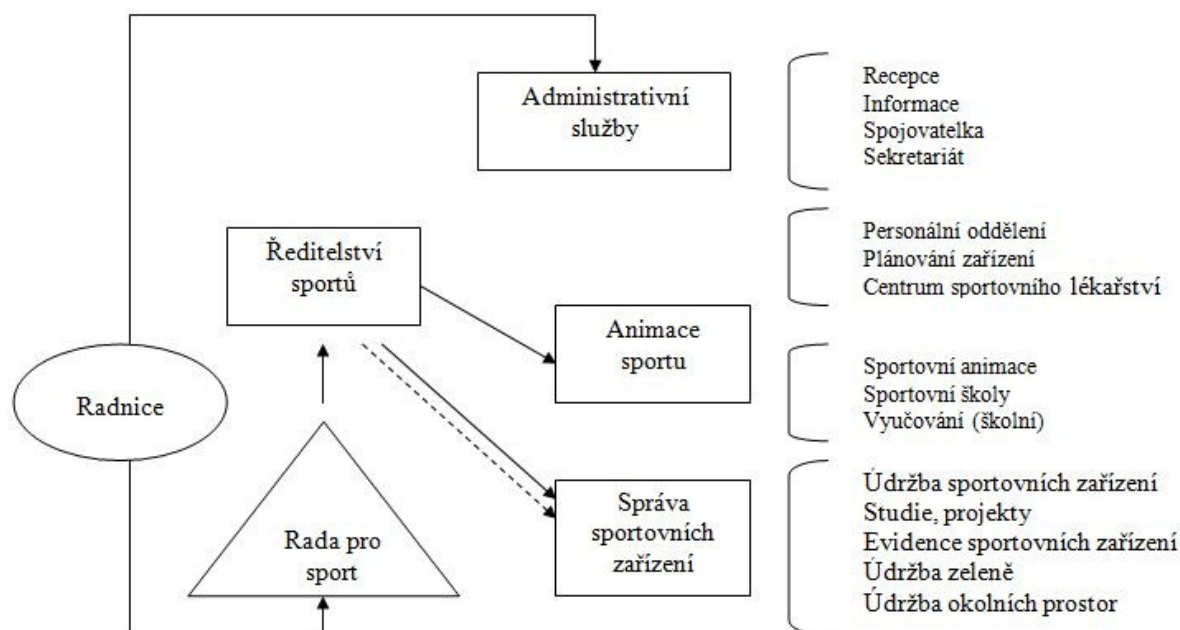 Administrativní
služby
Recepce
Informace
Spojovatelka
Sekretariát
Ředitelství
sportů
Personální oddělení
Plánování zařízení
Centrum sportovního lékařství
Animace
sportu
Sportovní animace
Sportovní školy
Vyučování (školní)
Radnice
Rada pro
sport
Správa
sportovních
zařízení
Údržba sportovních zařízení
Studie, projekty
Evidence sportovních zařízení
Údržba zeleně
Údržba okolních prostor